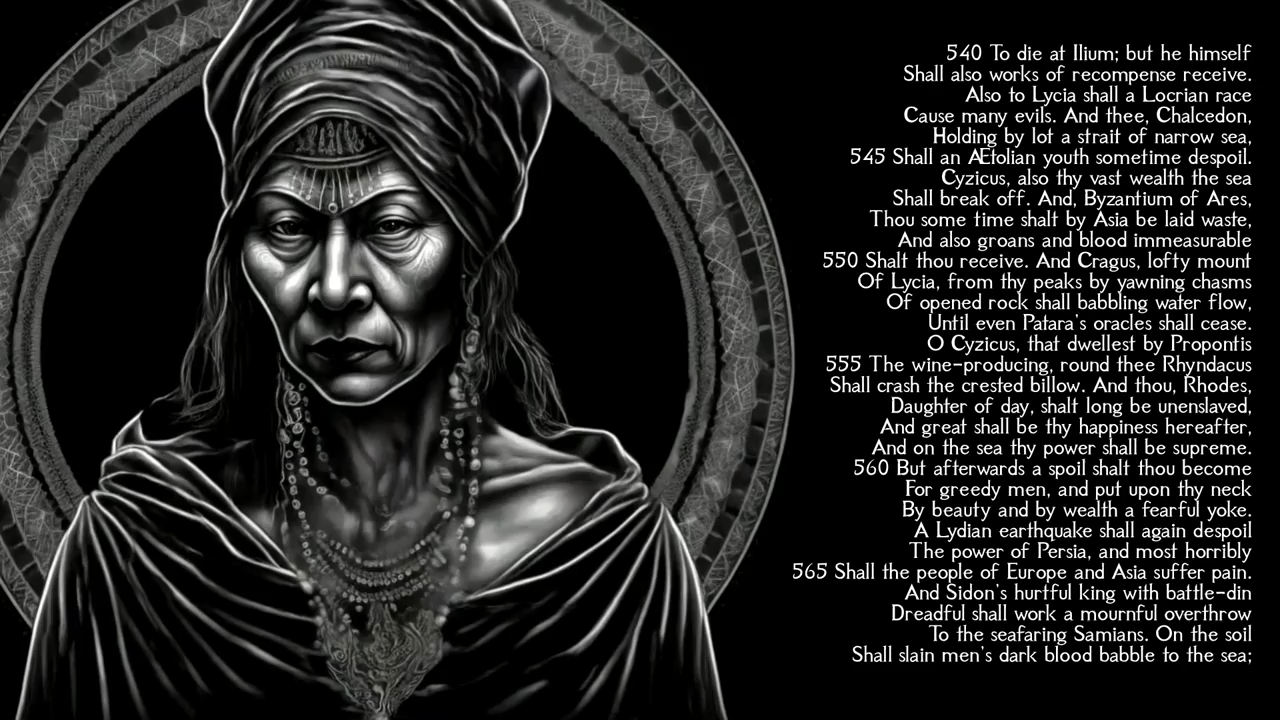 540 To die at Ilium; but he himself
Shall also works of recompense receive.
Also to Lycia shall a Locrian race
Cause many evils. And thee, Chalcedon,
Holding by lot a strait of narrow sea,
545 Shall an Ætolian youth sometime despoil.
Cyzicus, also thy vast wealth the sea
Shall break off. And, Byzantium of Ares,
Thou some time shalt by Asia be laid waste,
And also groans and blood immeasurable
550 Shalt thou receive. And Cragus, lofty mount
Of Lycia, from thy peaks by yawning chasms
Of opened rock shall babbling water flow,
Until even Patara's oracles shall cease.
O Cyzicus, that dwellest by Propontis
555 The wine-producing, round thee Rhyndacus
Shall crash the crested billow. And thou, Rhodes,
Daughter of day, shalt long be unenslaved,
And great shall be thy happiness hereafter,
And on the sea thy power shall be supreme.
560 But afterwards a spoil shalt thou become
For greedy men, and put upon thy neck
By beauty and by wealth a fearful yoke.
A Lydian earthquake shall again despoil
The power of Persia, and most horribly
565 Shall the people of Europe and Asia suffer pain.
And Sidon's hurtful king with battle-din
Dreadful shall work a mournful overthrow
To the seafaring Samians. On the soil
Shall slain men's dark blood babble to the sea;